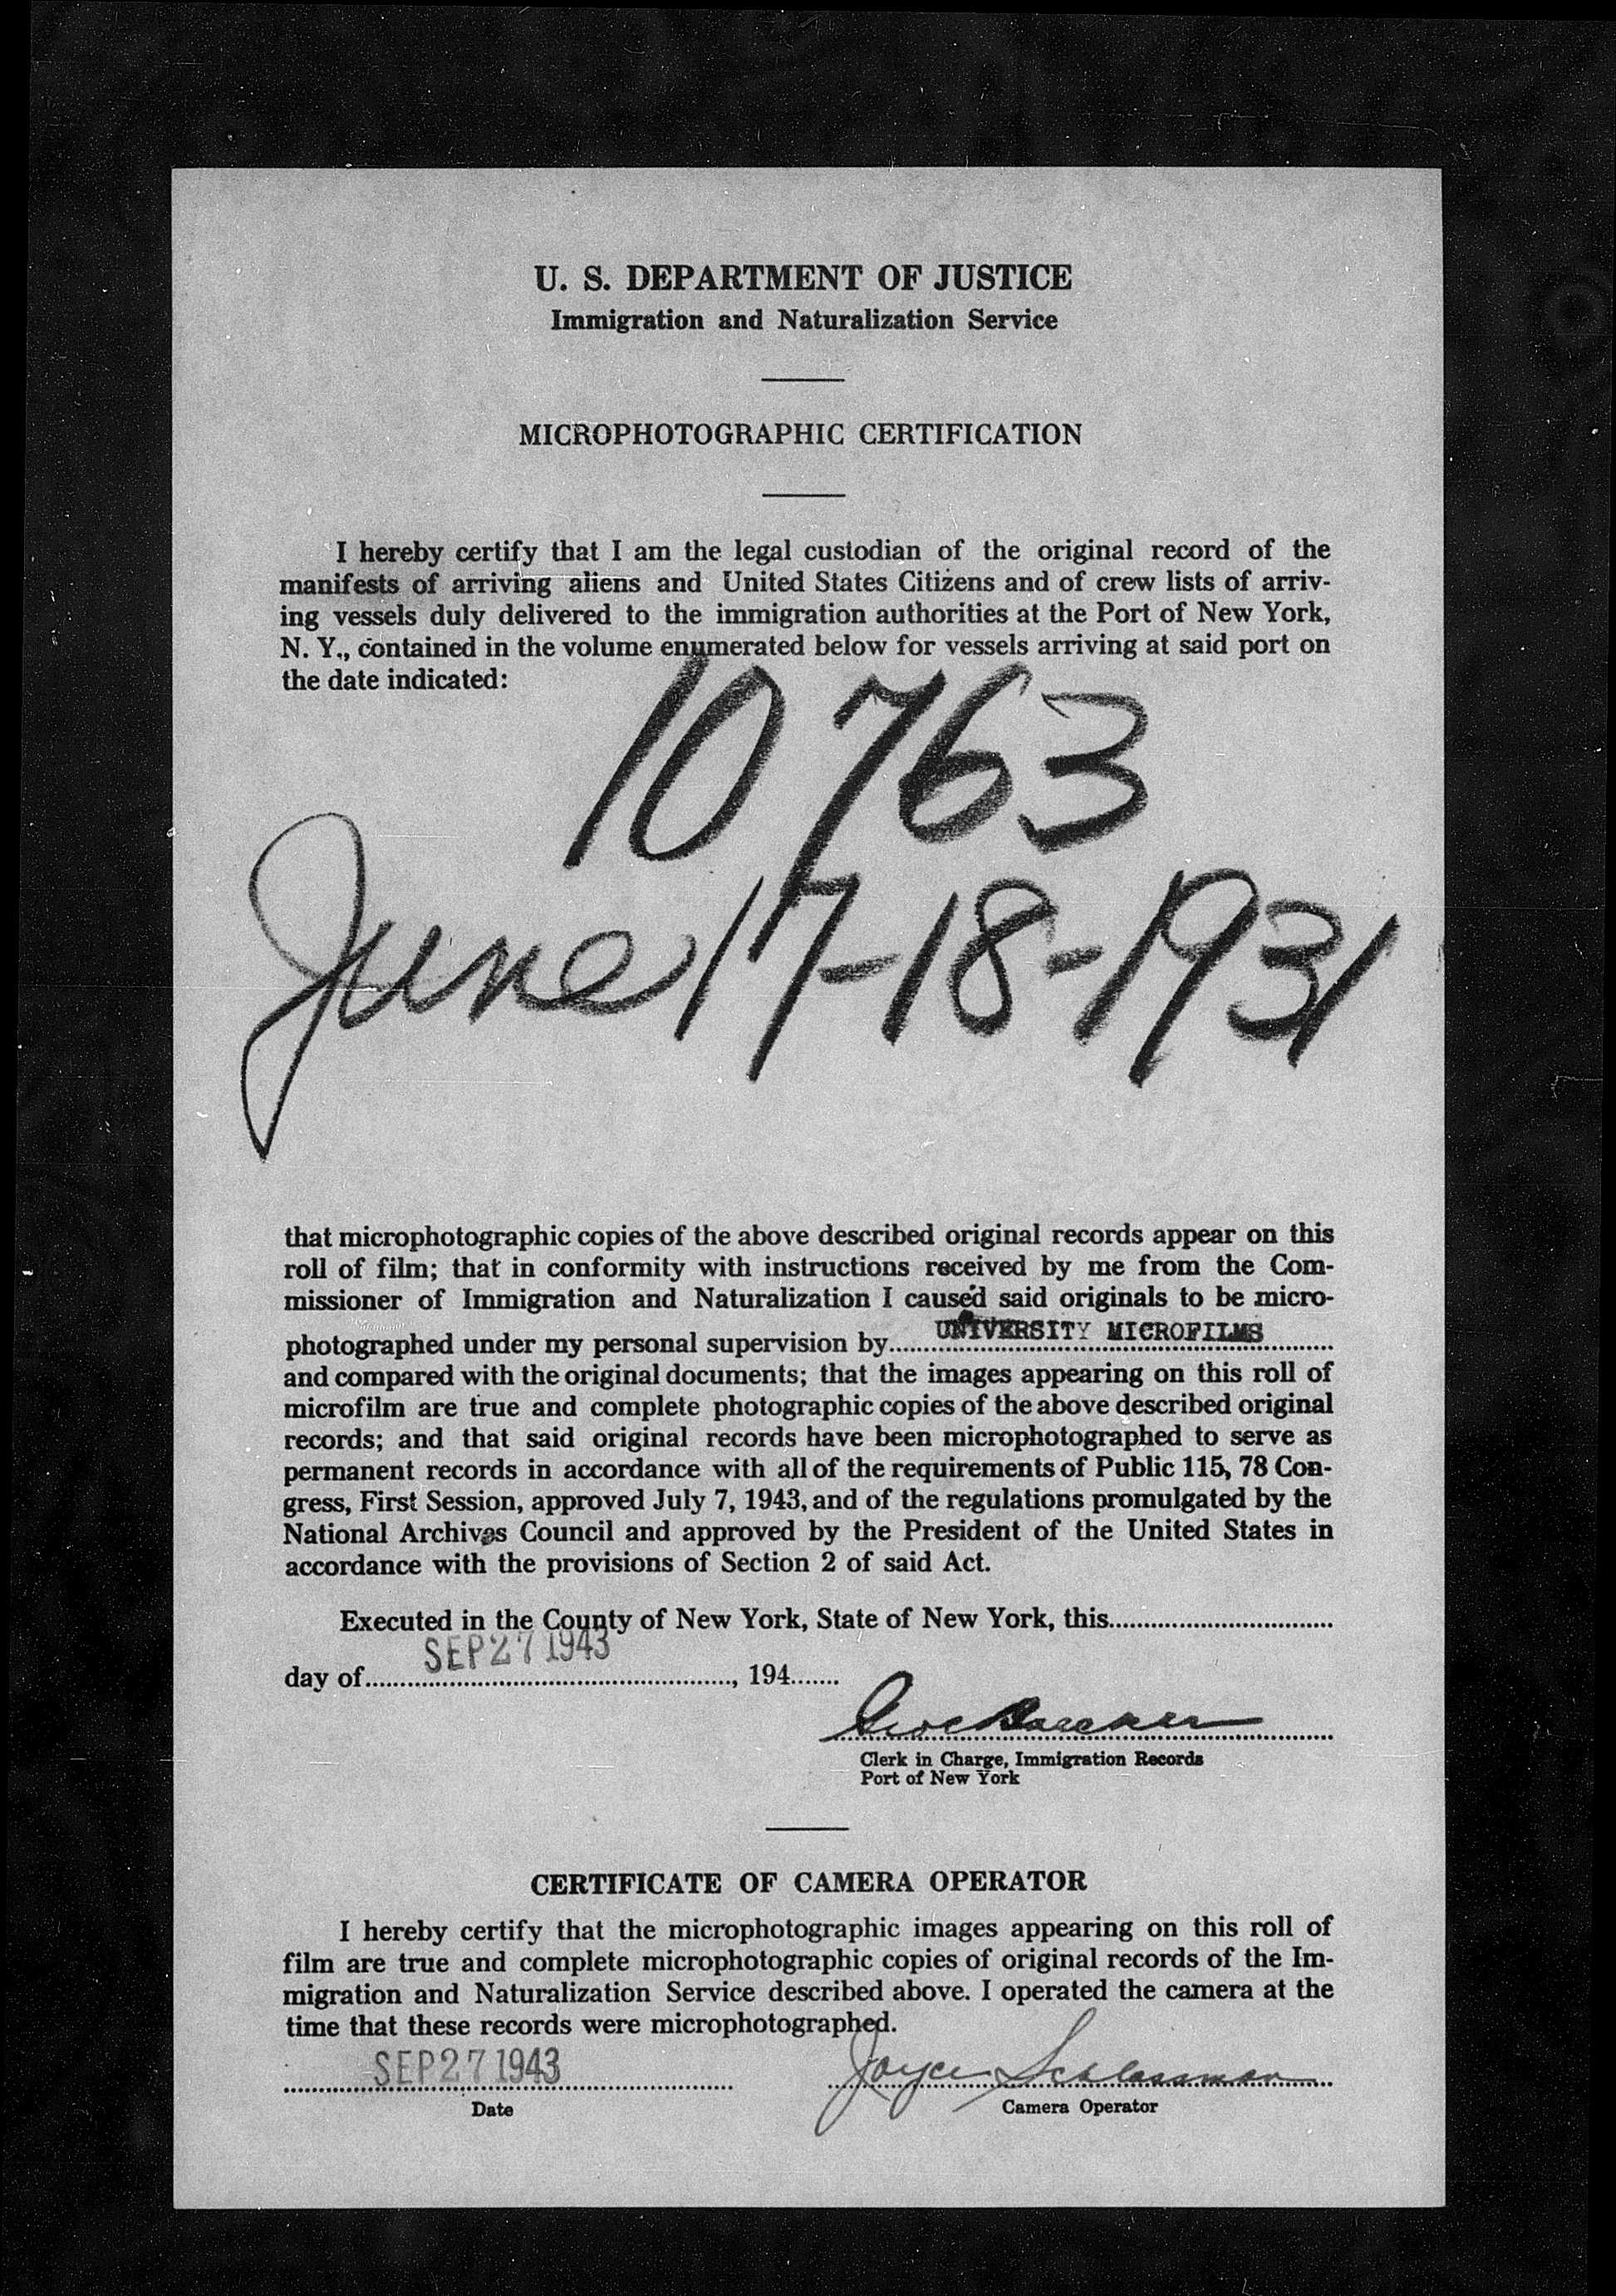 U. S. DEPARTMENT OF JUSTICE
Immigration and Naturalization Service
MICROPHOTOGRAPHIC CERTIFICATION
I hereby certify that I am the legal custodian of the original record of the
manifests of arriving aliens and United States Citizens and of crew lists of arriv-
ing vessels duly delivered to the immigration authorities at the Port of New York,
N. Y., contained in the volume enumerated below for vessels arriving at said port on
the date indicated:
10763
June 17-18-1931
that microphotographic copies of the above described original records appear on this
roll of film; that in conformity with instructions received by me from the Com-
missioner of Immigration and Naturalization I caused said originals to be micro-
photographed under my personal supervision by UNIVERSITY MICROFILMS
and compared with the original documents; that the images appearing on this roll of
microfilm are true and complete photographic copies of the above described original
records; and that said original records have been microphotographed to serve as
permanent records in accordance with all of the requirements of Public 115, 78 Con-
gress, First Session, approved July 7, 1943, and of the regulations promulgated by the
National Archives Council and approved by the President of the United States in
accordance with the provisions of Section 2 of said Act.
Executed in the County of New York, State of New York, this
SEP 27 1943
day of , 194
Clerk in Charge, Immigration Records
Port of New York
CERTIFICATE OF CAMERA OPERATOR
I hereby certify that the microphotographic images appearing on this roll of
film are true and complete microphotographic copies of original records of the Im-
migration and Naturalization Service described above. I operated the camera at the
time that these records were microphotographed.
SEP 27 1943 Joyce Schlossman
Date Camera Operator